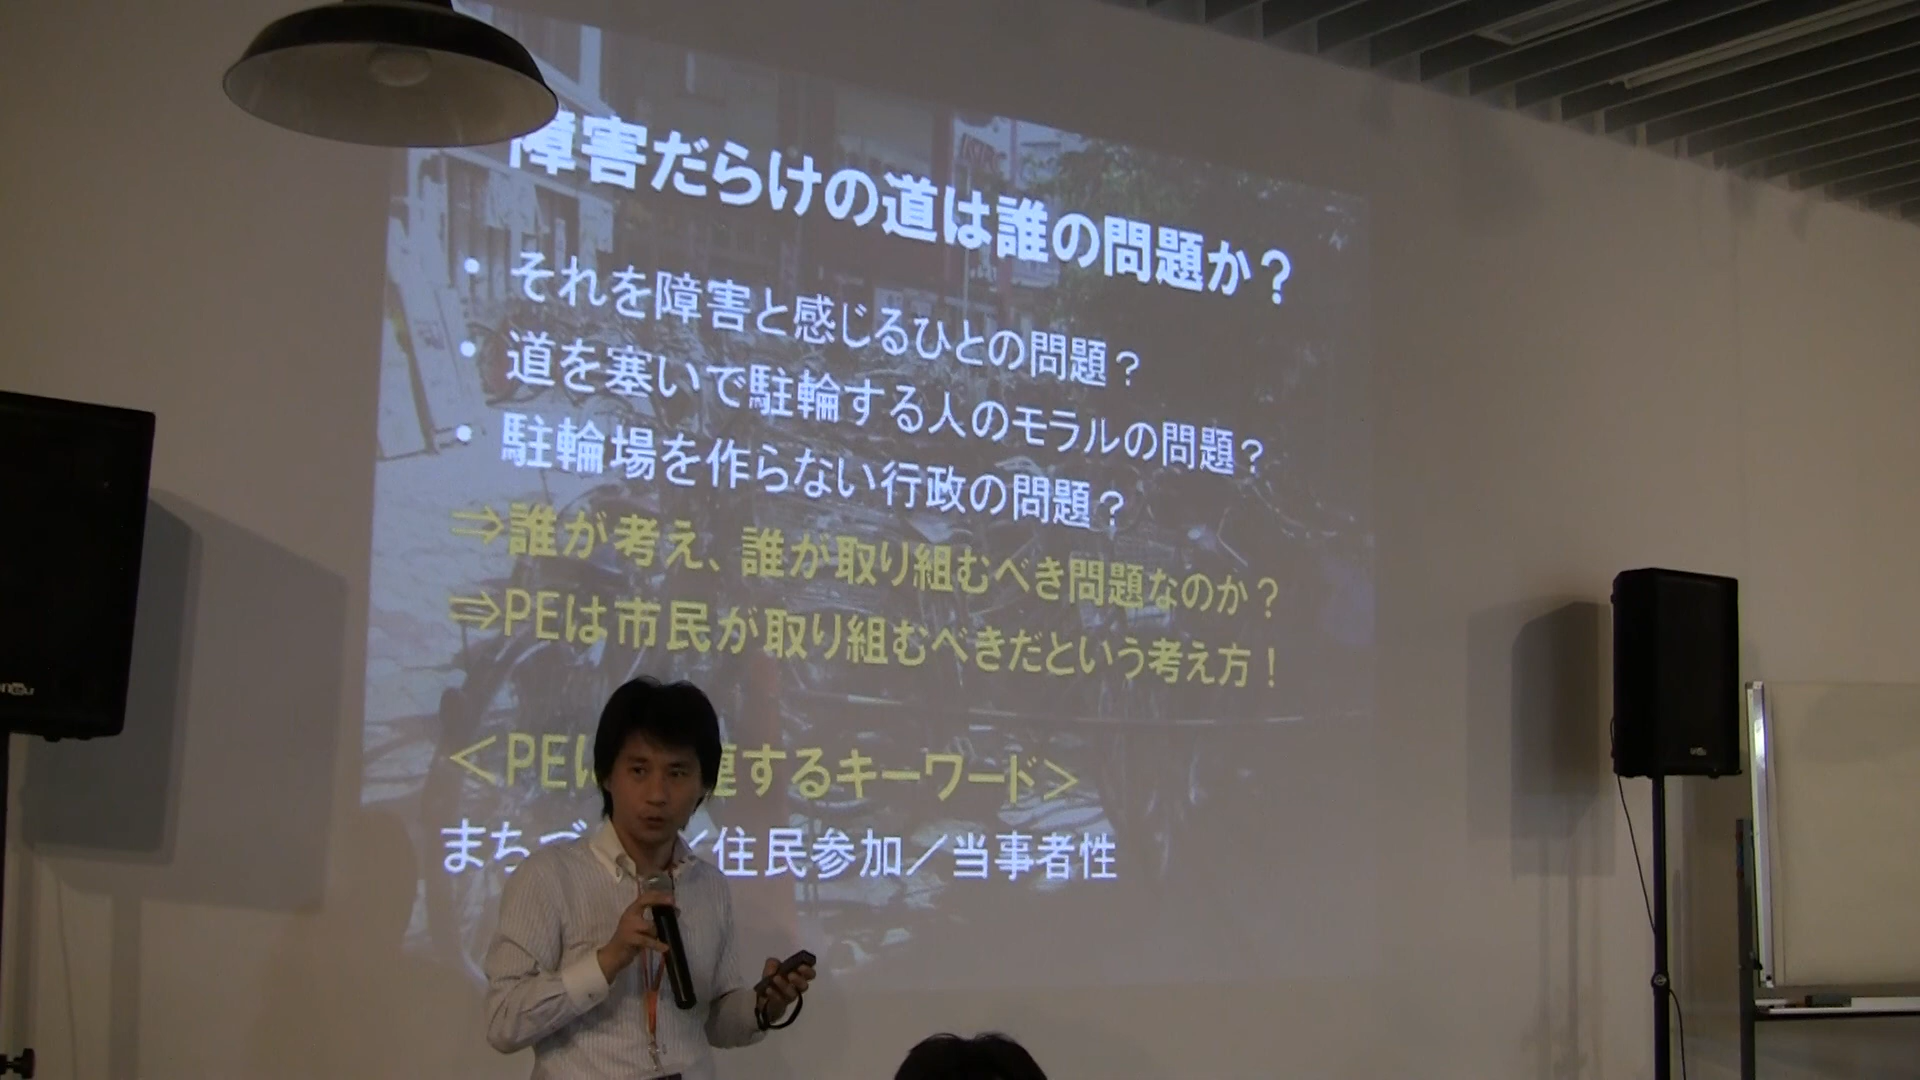 障害だらけの道は誰の問題か？
・それを障害と感じるひとの問題？
・道を塞いで駐輪する人のモラルの問題？
・駐輪場を作らない行政の問題？
⇒誰が考え、誰が取り組むべき問題なのか？
⇒PEは市民が取り組むべきだという考え方！
＜PEに連するキーワード＞
まちづ／住民参加／当事者性